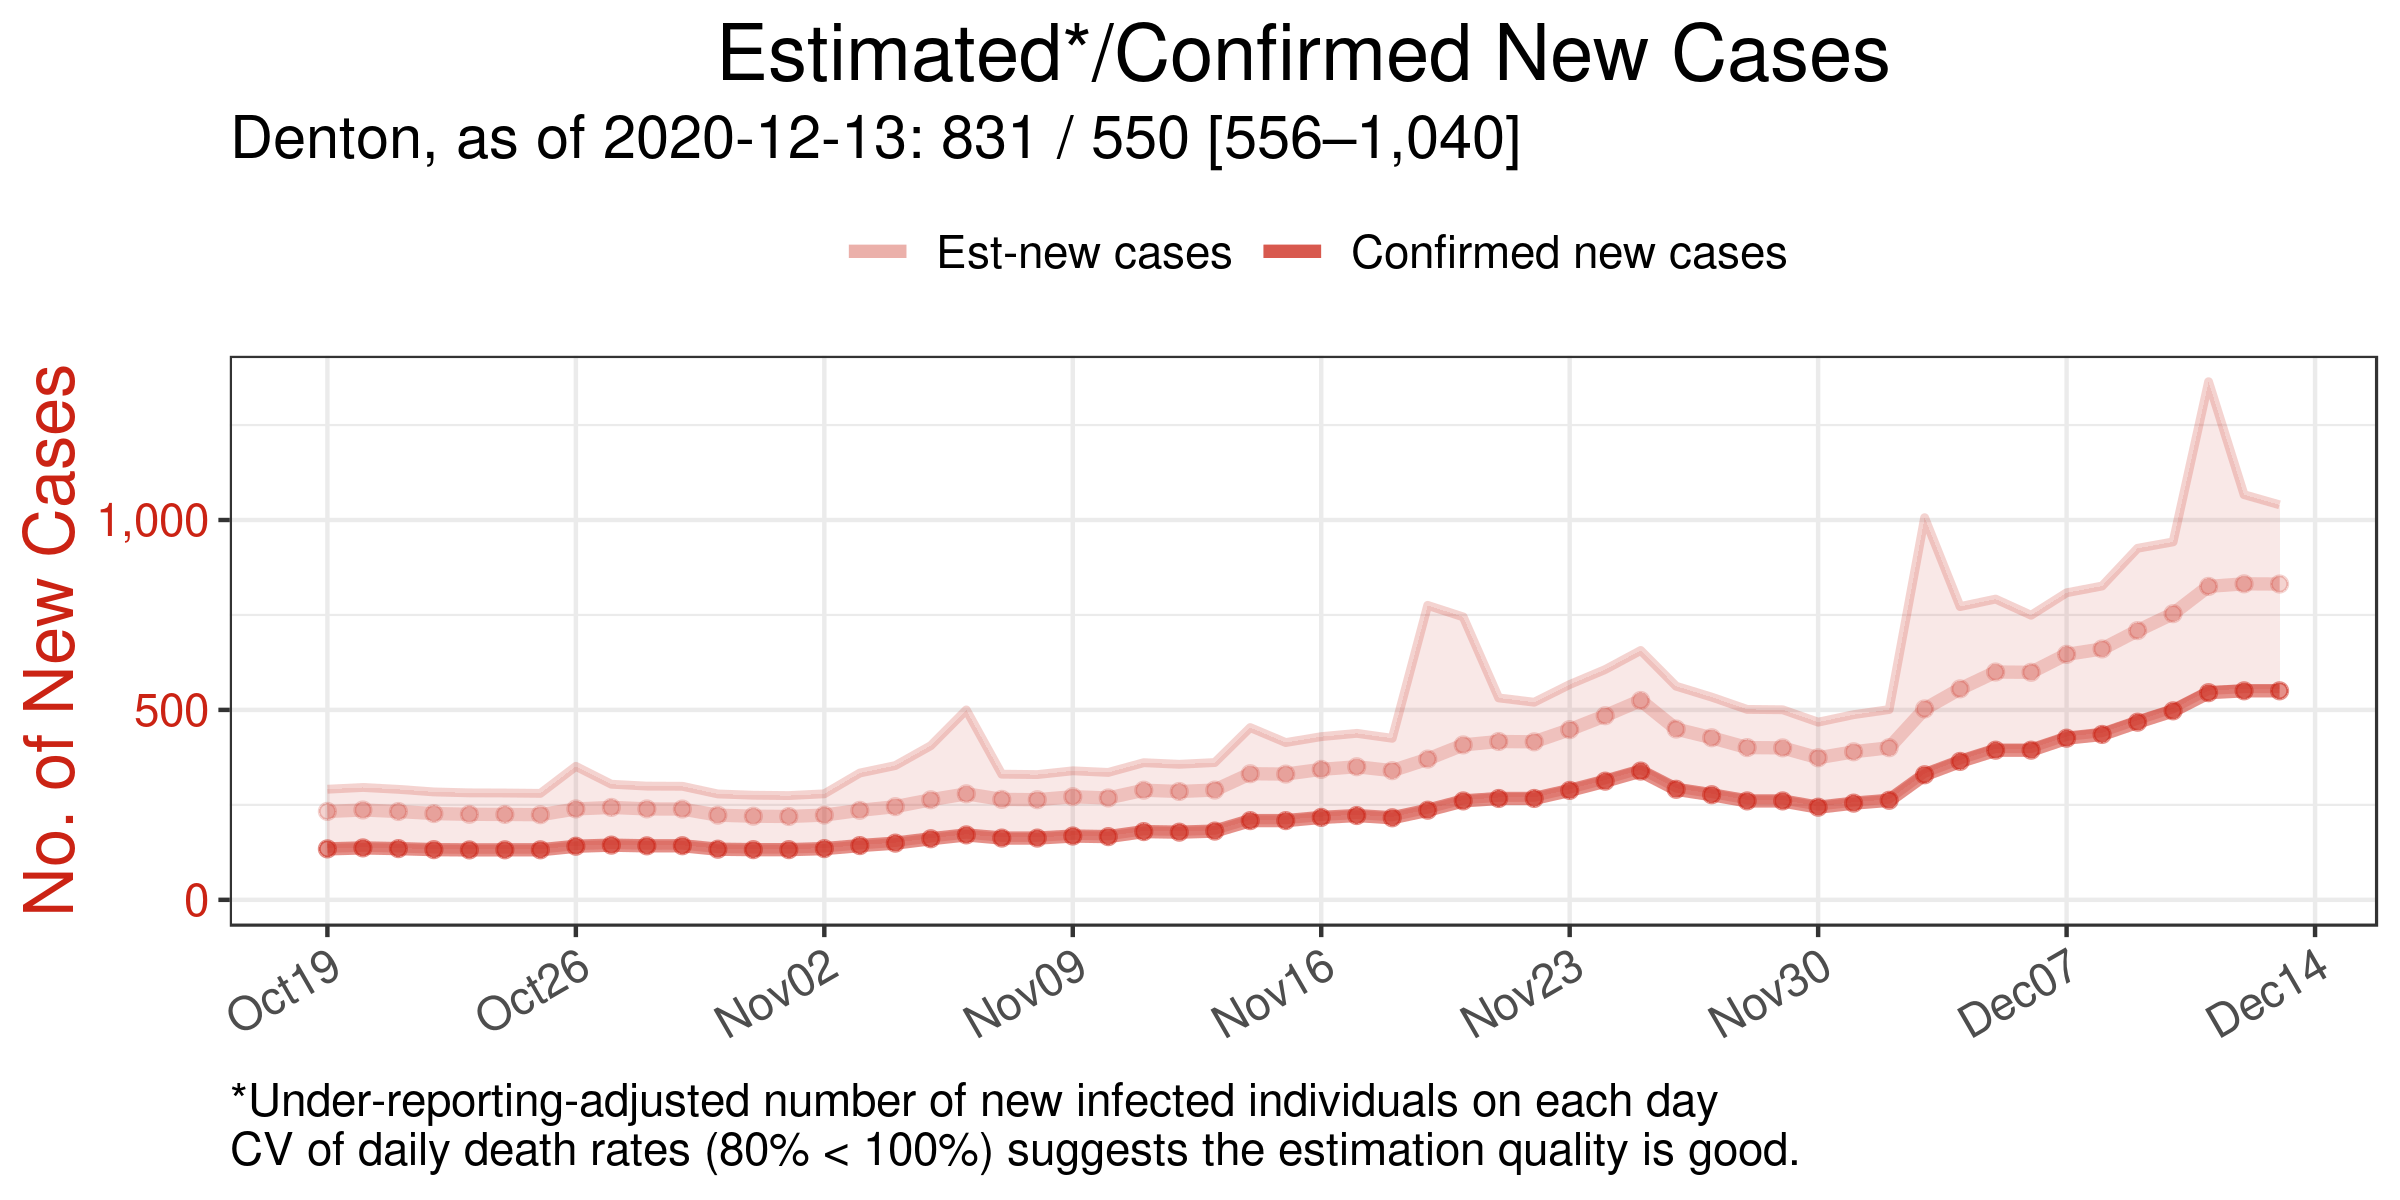 Estimated*/Confirmed New Cases
Denton, as of 2020-12-13: 831 / 550 [556–1,040]
Est-new cases
Confirmed new cases
No. of New Cases
1,000
500
0
Oct19
Oct26
Nov02
Nov09
Nov16
Nov23
Nov30
Dec07
Dec14
*Under-reporting-adjusted number of new infected individuals on each day
CV of daily death rates (80% < 100%) suggests the estimation quality is good.